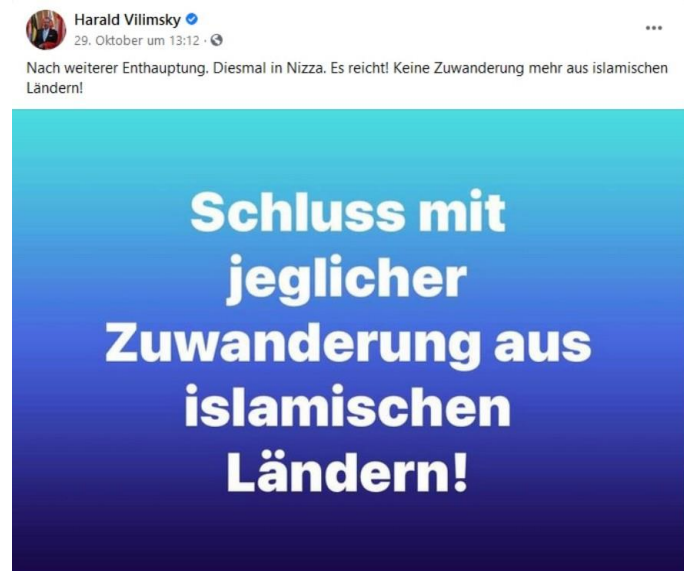 Harald Vilimsky
29. Oktober um 13:12 ·
Nach weiterer Enthauptung. Diesmal in Nizza. Es reicht! Keine Zuwanderung mehr aus islamischen
Ländern!
Schluss mit
jeglicher
Zuwanderung aus
islamischen
Ländern!